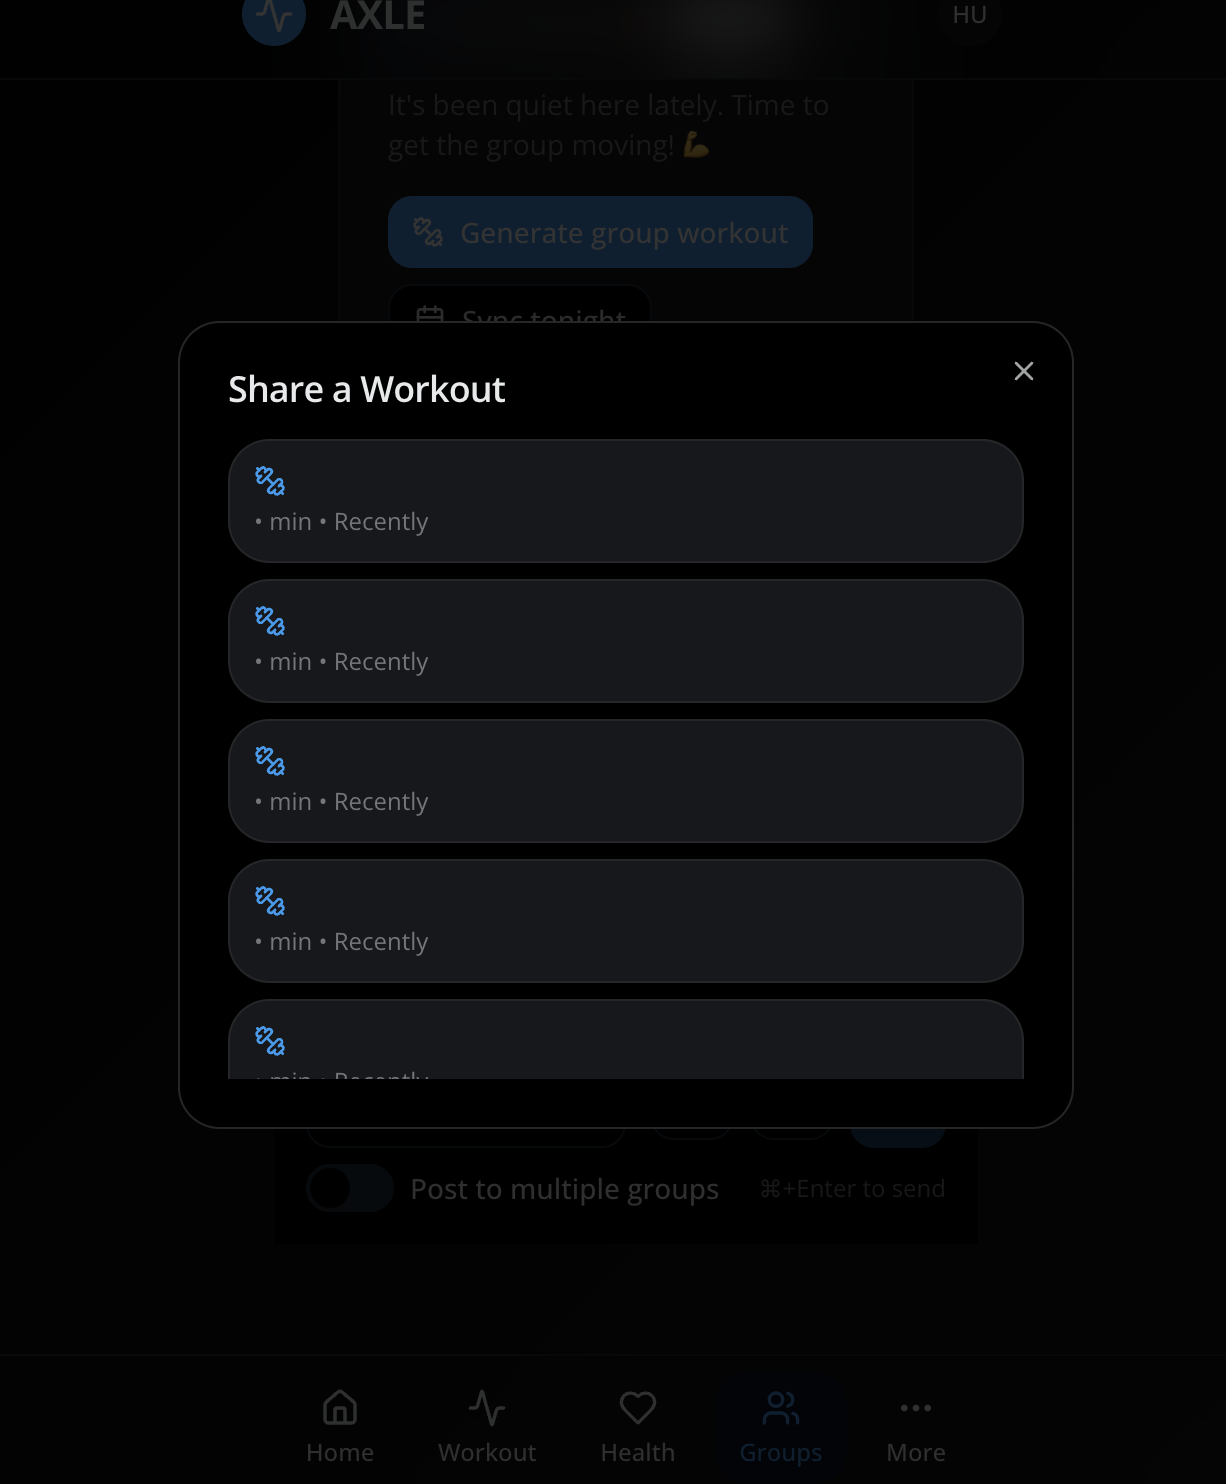 AXLE
HU
It's been quiet here lately. Time to
get the group moving! 💪
Generate group workout
Sync tonight
Share a Workout
• min • Recently
• min • Recently
• min • Recently
• min • Recently
• min • Recently
Post to multiple groups
⌘+Enter to send
Home
Workout
Health
Groups
More